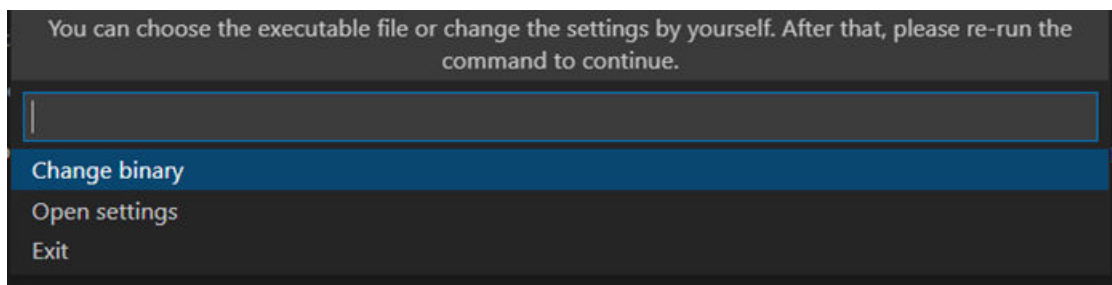 You can choose the executable file or change the settings by yourself. After that, please re-run the
command to continue.
Change binary
Open settings
Exit